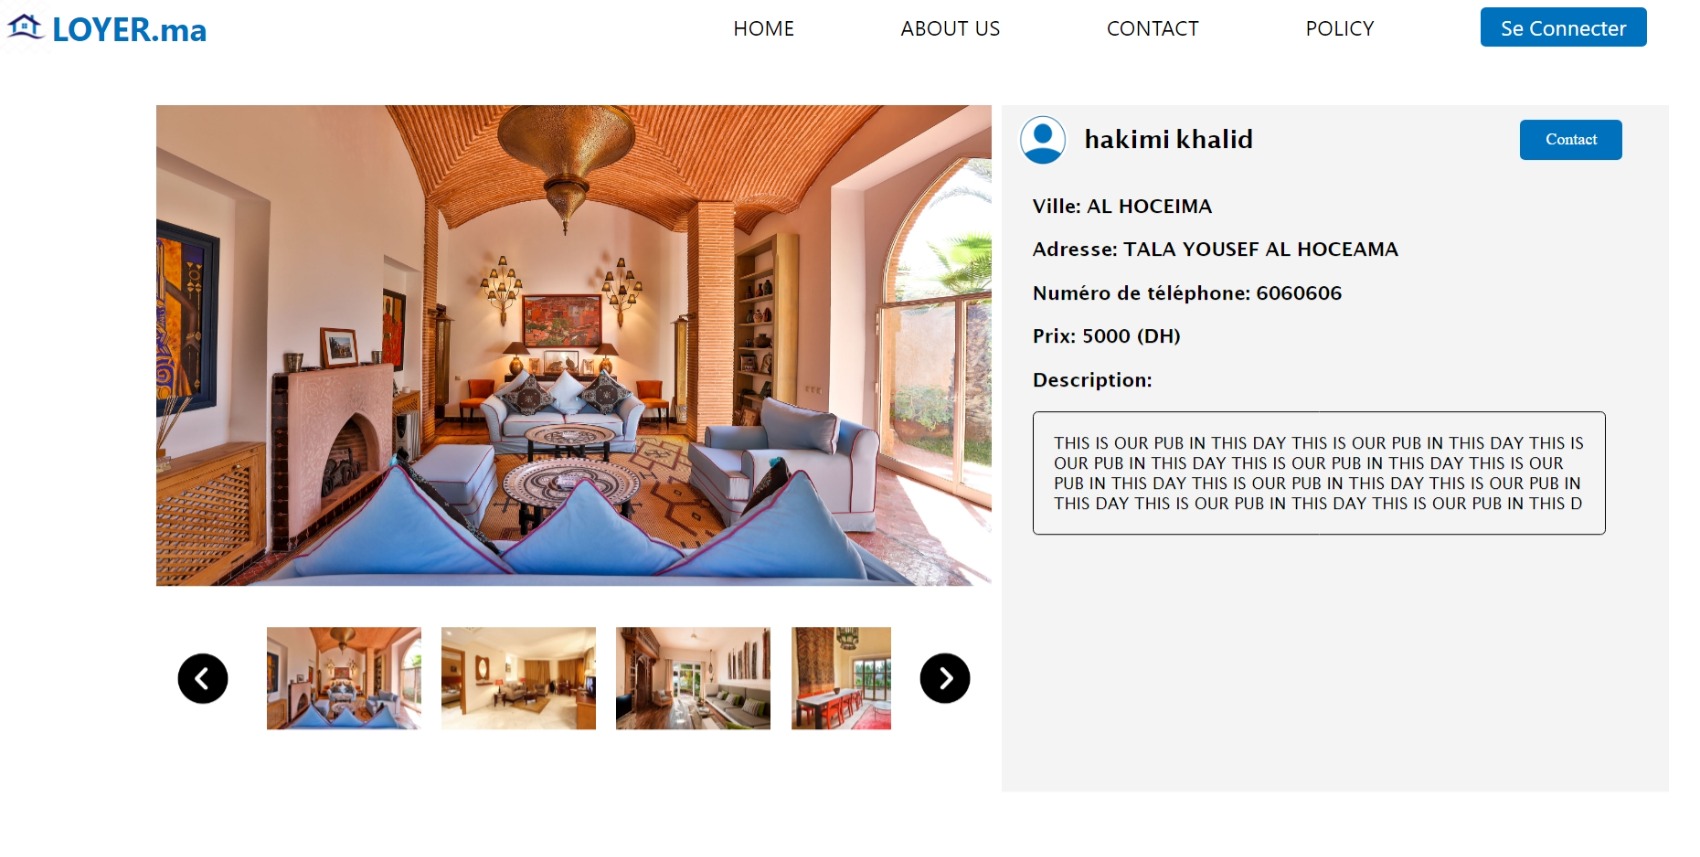 LOYER.ma
HOME
ABOUT US
CONTACT
POLICY
Se Connecter
hakimi khalid
Contact
Ville: AL HOCEIMA
Adresse: TALA YOUSEF AL HOCEAMA
Numéro de téléphone: 6060606
Prix: 5000 (DH)
Description:
THIS IS OUR PUB IN THIS DAY THIS IS OUR PUB IN THIS DAY THIS IS
OUR PUB IN THIS DAY THIS IS OUR PUB IN THIS DAY THIS IS OUR
PUB IN THIS DAY THIS IS OUR PUB IN THIS DAY THIS IS OUR PUB IN
THIS DAY THIS IS OUR PUB IN THIS DAY THIS IS OUR PUB IN THIS D